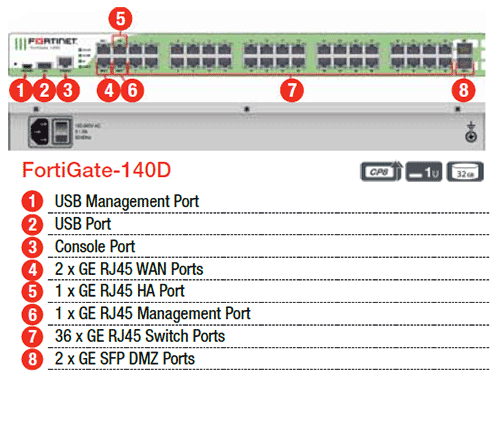 5
FORTINET
FortiGate 140D
1
2
3
4
6
7
8
100-240V AC
50-60Hz
FortiGate-140D
CP8
1U
32GB
1 USB Management Port
2 USB Port
3 Console Port
4 2 x GE RJ45 WAN Ports
5 1 x GE RJ45 HA Port
6 1 x GE RJ45 Management Port
7 36 x GE RJ45 Switch Ports
8 2 x GE SFP DMZ Ports